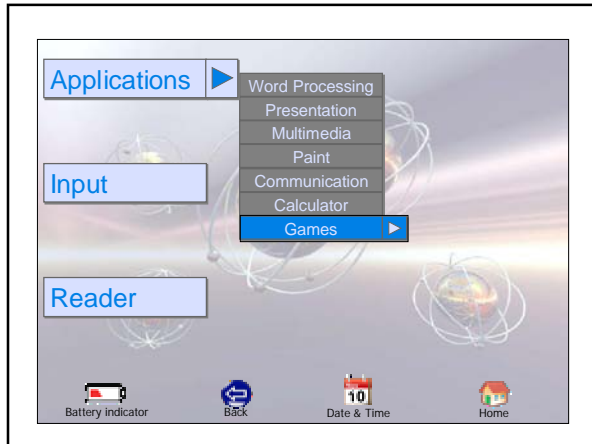 Applications
Word Processing
Presentation
Multimedia
Paint
Communication
Calculator
Games
Input
Reader
10
Battery indicator
Back
Date & Time
Home